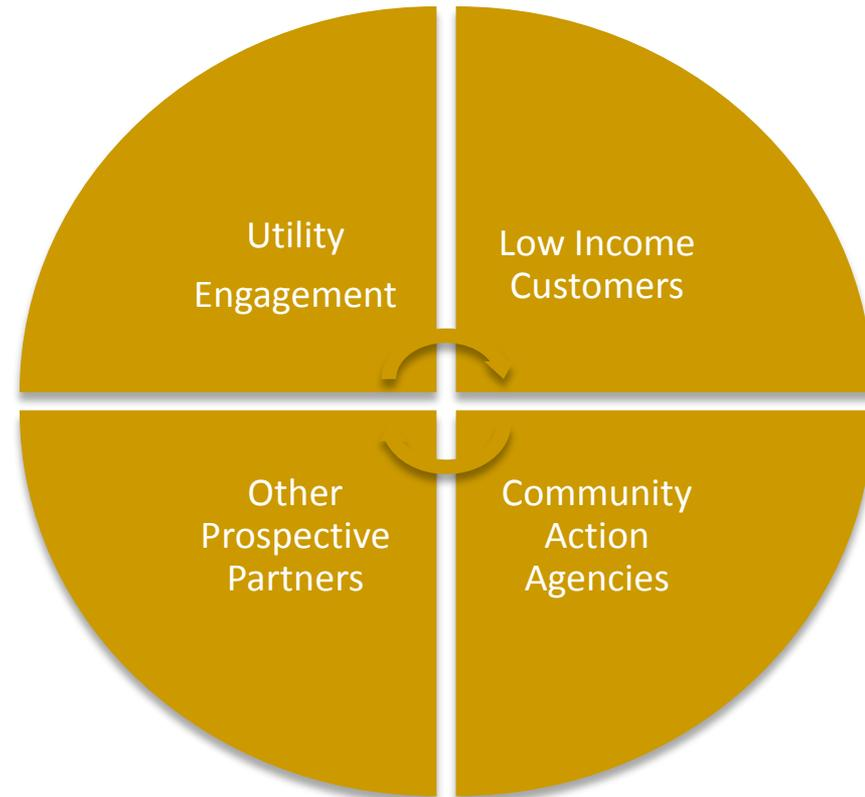 Utility
Engagement
Low Income
Customers
Other
Prospective
Partners
Community
Action
Agencies